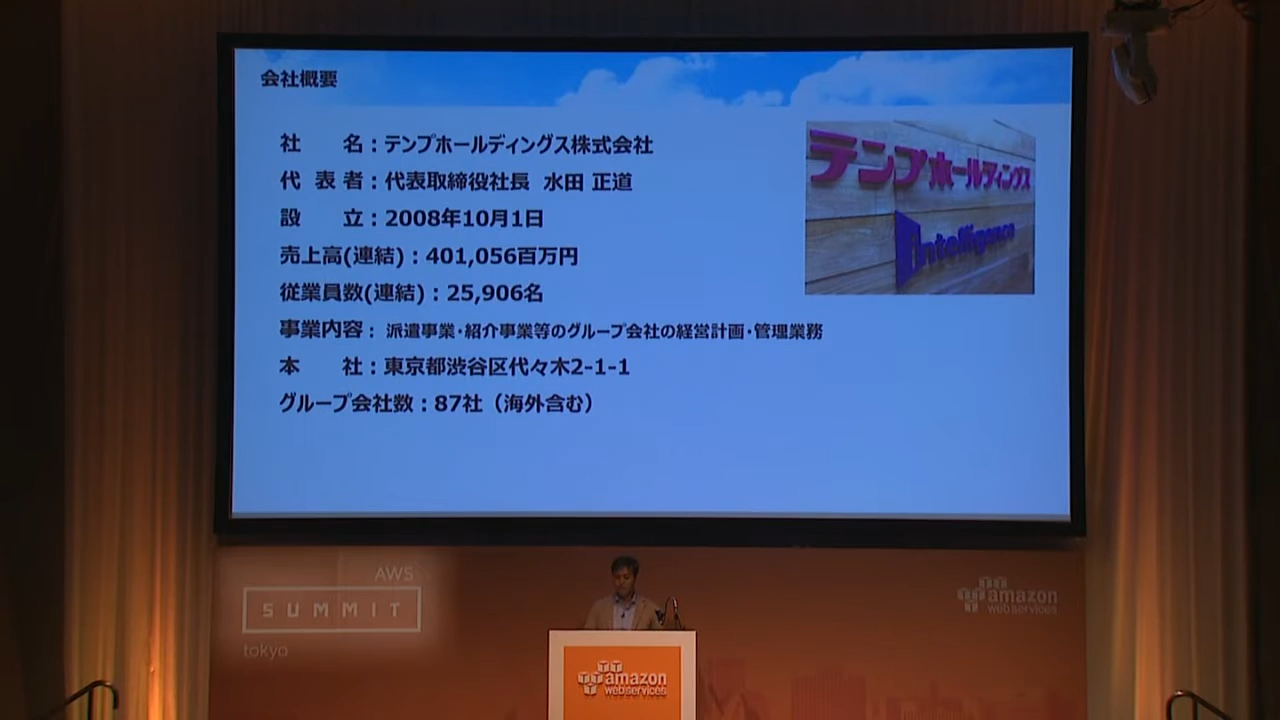 会社概要
社　　名：テンプホールディングス株式会社
代 表 者：代表取締役社長 水田 正道
設　　立：2008年10月1日
売上高(連結)：401,056百万円
従業員数(連結)：25,906名
事業内容： 派遣事業・紹介事業等のグループ会社の経営計画・管理業務
本　　社：東京都渋谷区代々木2-1-1
グループ会社数：87社（海外含む）
テンプホールディングス
Intelligence
AWS
SUMMIT
tokyo
amazon
webservices
amazon
webservices